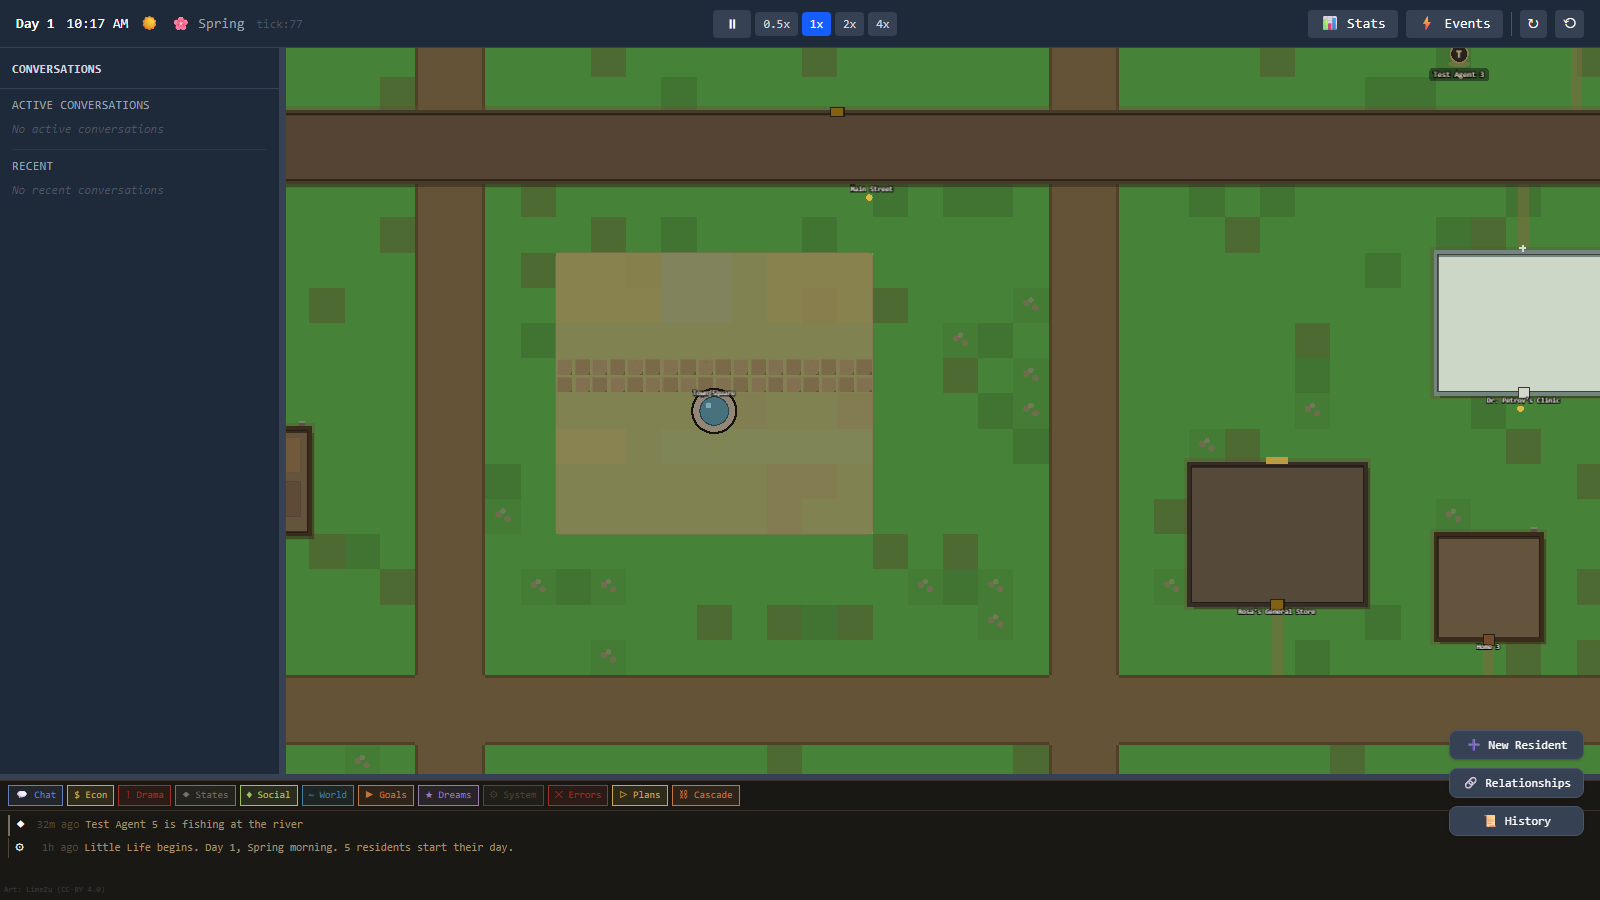 Day 1 10:17 AM Spring tick:77
0.5x 1x 2x 4x
Stats Events
CONVERSATIONS
ACTIVE CONVERSATIONS
No active conversations
RECENT
No recent conversations
T
Test Agent 3
Main Street
Town Square
Dr. Petrov's Clinic
Rosa's General Store
Home 3
New Resident
Relationships
History
Chat $ Econ ! Drama States Social ~ World Goals Dreams System Errors Plans Cascade
32m ago Test Agent 5 is fishing at the river
1h ago Little Life begins. Day 1, Spring morning. 5 residents start their day.
Art: LimeZu (CC BY 4.0)